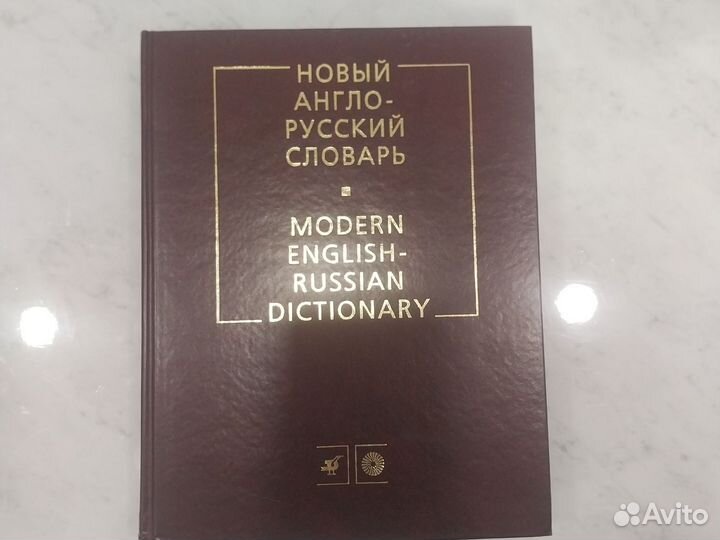 НОВЫЙ
АНГЛО-
РУССКИЙ
СЛОВАРЬ
MODERN
ENGLISH-
RUSSIAN
DICTIONARY
Avito